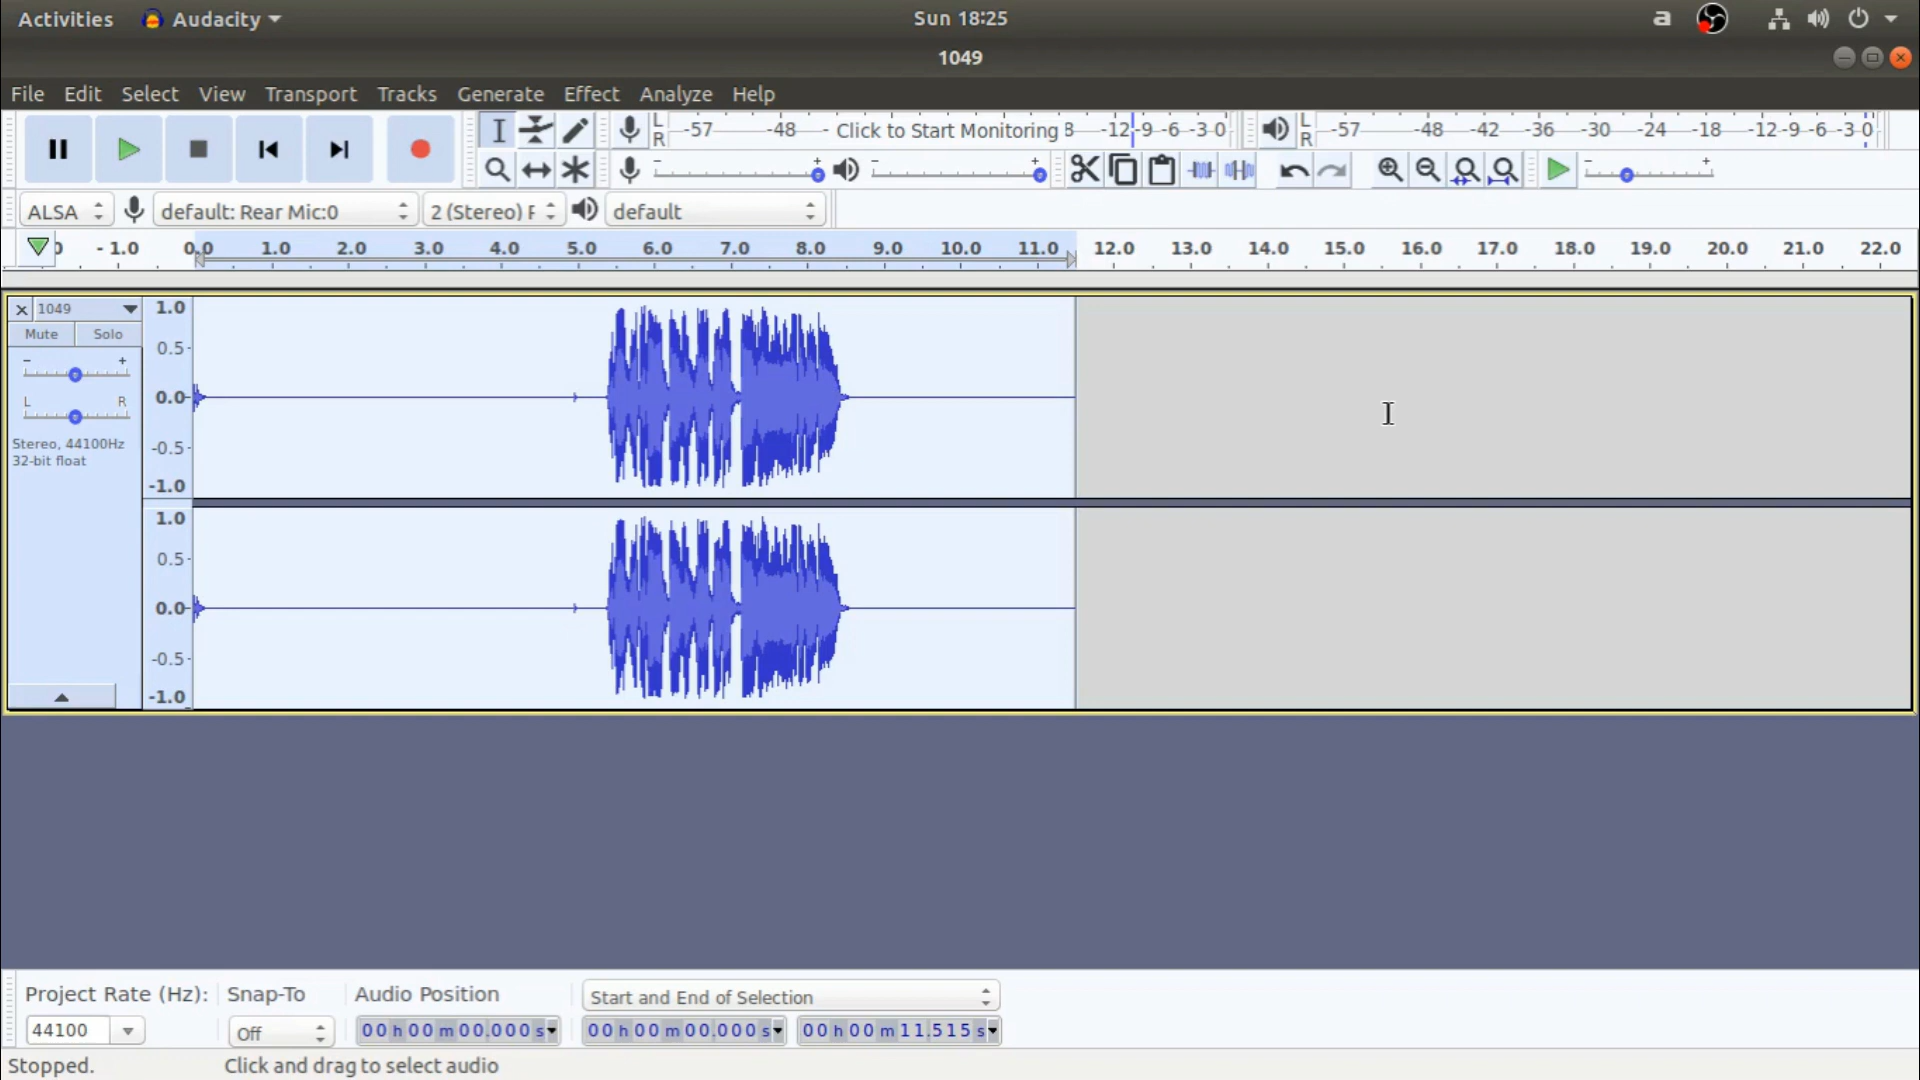 Activities Audacity Sun 18:25 a
1049
File Edit Select View Transport Tracks Generate Effect Analyze Help
L R -57 -48 - Click to Start Monitoring 8 -12 -9 -6 -3 0 L R -57 -48 -42 -36 -30 -24 -18 -12 -9 -6 -3 0
- + - + - +
ALSA default: Rear Mic:0 2 (Stereo) default
0 - 1.0 0.0 1.0 2.0 3.0 4.0 5.0 6.0 7.0 8.0 9.0 10.0 11.0 12.0 13.0 14.0 15.0 16.0 17.0 18.0 19.0 20.0 21.0 22.0
1049
Mute Solo
- +
L R
Stereo, 44100Hz
32-bit float
1.0
0.5-
0.0-
-0.5-
-1.0
1.0
0.5-
0.0-
-0.5-
-1.0
Project Rate (Hz): Snap-To Audio Position Start and End of Selection
44100 Off 00 h 00 m 00.000 s 00 h 00 m 00.000 s 00 h 00 m 11.515 s
Stopped. Click and drag to select audio